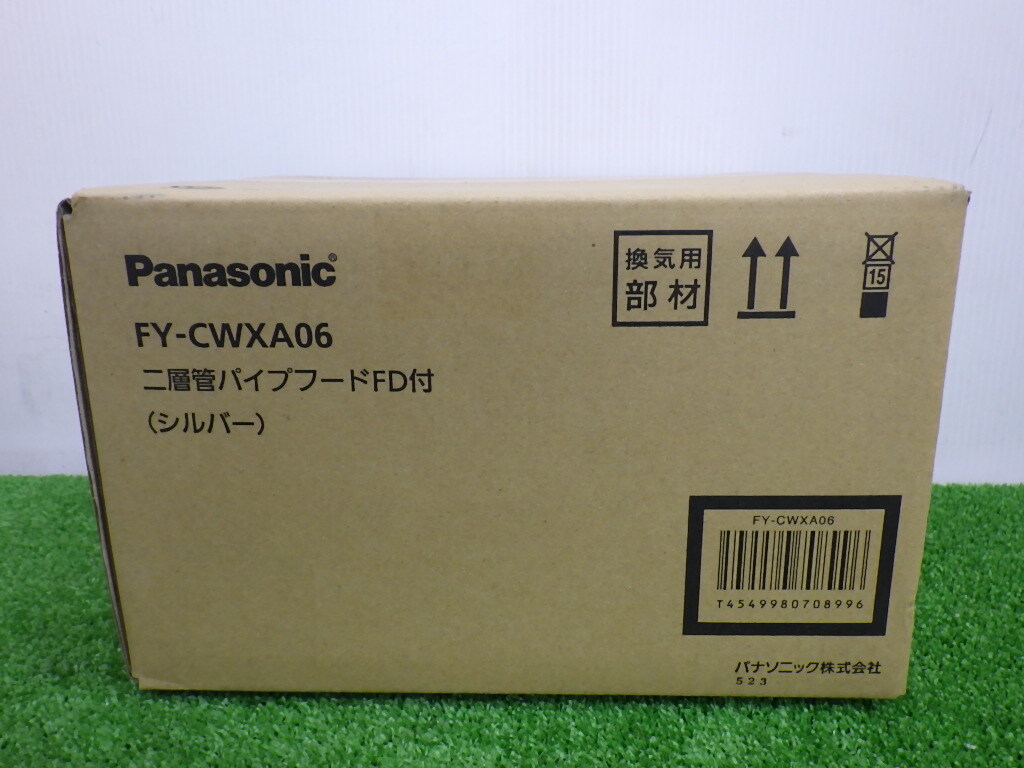 Panasonic®
FY-CWXA06
二層管パイプフードFD付
（シルバー）
換気用
部材
15
FY-CWXA06
T4549980708996
パナソニック株式会社
523